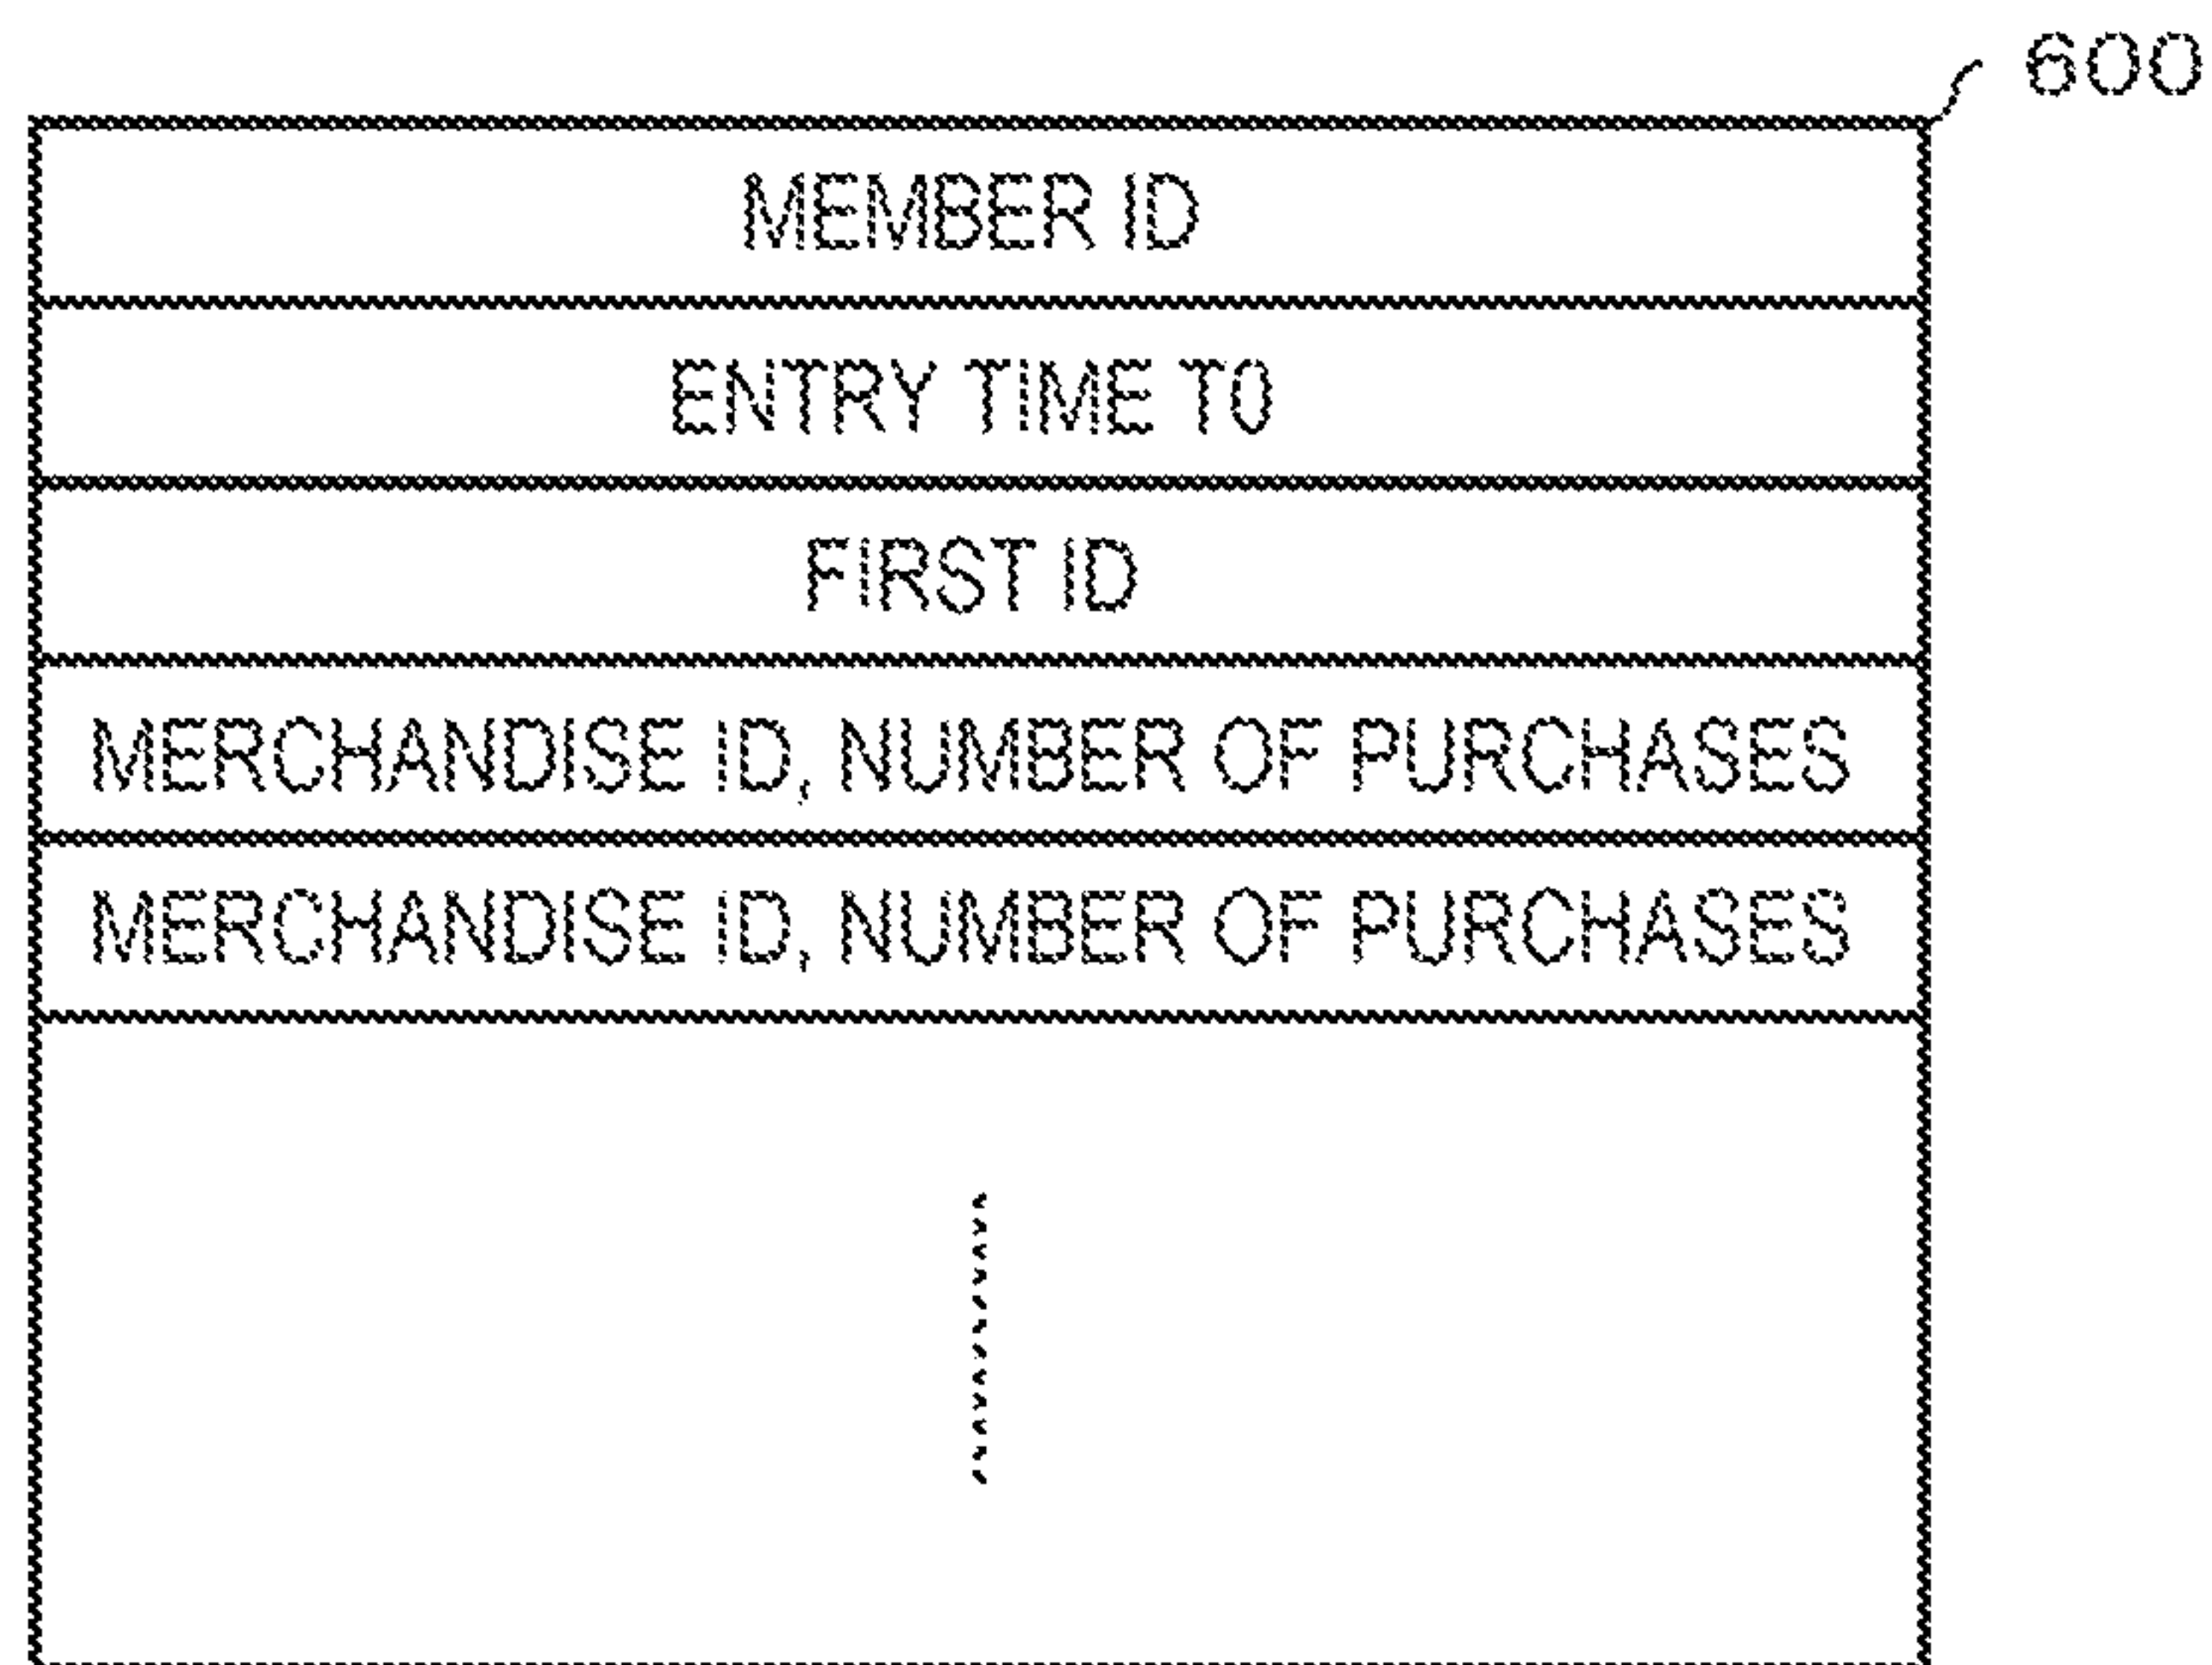 600
MEMBER ID
ENTRY TIME T0
FIRST ID
MERCHANDISE ID, NUMBER OF PURCHASES
MERCHANDISE ID, NUMBER OF PURCHASES